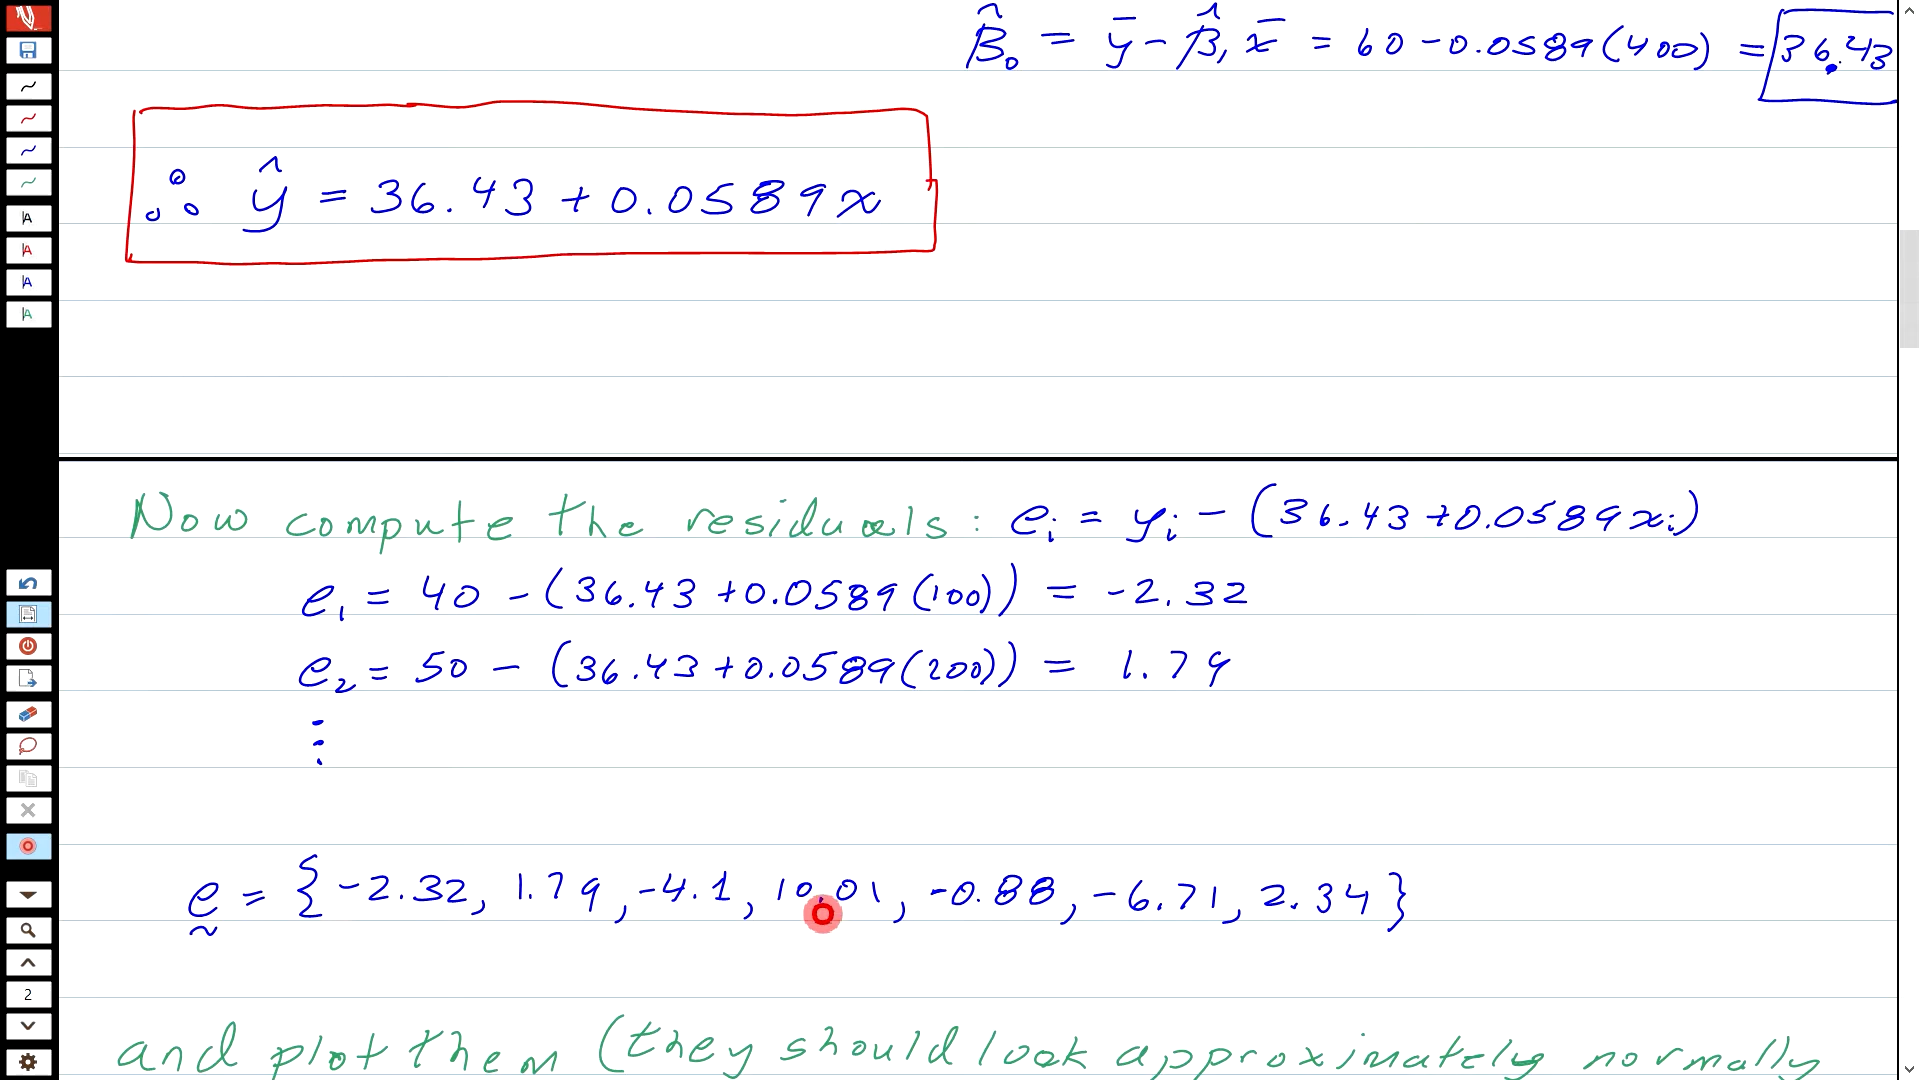 β̂₀ = ȳ - β̂₁ x̄ = 60 - 0.0589(400) = 36.43
∴ ŷ = 36.43 + 0.0589x
Now compute the residuals: eᵢ = yᵢ - (36.43 + 0.0589xᵢ)
e₁ = 40 - (36.43 + 0.0589(100)) = -2.32
e₂ = 50 - (36.43 + 0.0589(200)) = 1.79
⋮
e = {-2.32, 1.79, -4.1, 10.01, -0.88, -6.71, 2.34}
~
and plot them (they should look approximately normally
A
A
A
A
2